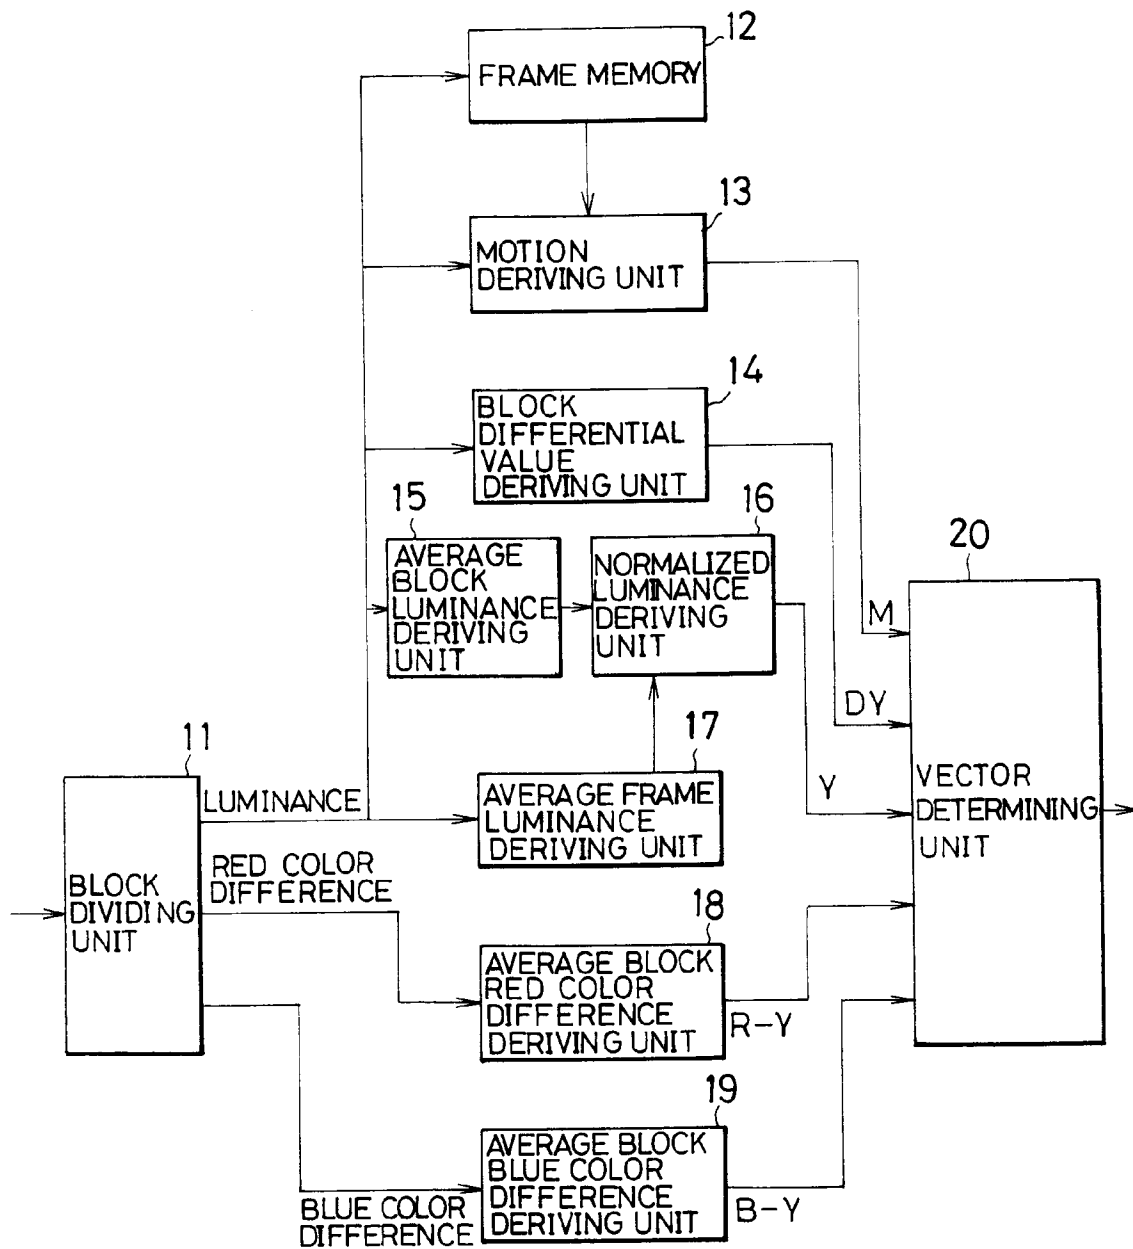 12
FRAME MEMORY
13
MOTION
DERIVING UNIT
14
BLOCK
DIFFERENTIAL
VALUE
DERIVING UNIT
15
AVERAGE
BLOCK
LUMINANCE
DERIVING
UNIT
16
NORMALIZED
LUMINANCE
DERIVING
UNIT
20
M
DY
Y
VECTOR
DETERMINING
UNIT
11
LUMINANCE
17
AVERAGE FRAME
LUMINANCE
DERIVING UNIT
RED COLOR
DIFFERENCE
BLOCK
DIVIDING
UNIT
18
AVERAGE BLOCK
RED COLOR
DIFFERENCE
DERIVING UNIT
R-Y
19
AVERAGE BLOCK
BLUE COLOR
DIFFERENCE
DERIVING UNIT
B-Y
BLUE COLOR
DIFFERENCE